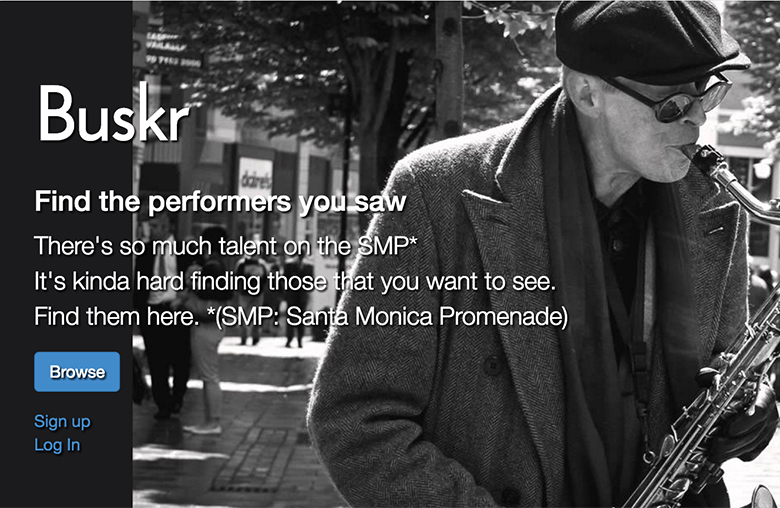 AVAILABLE
Buskr
Find the performers you saw
There's so much talent on the SMP*
It's kinda hard finding those that you want to see.
Find them here. *(SMP: Santa Monica Promenade)
Browse
Sign up
Log In